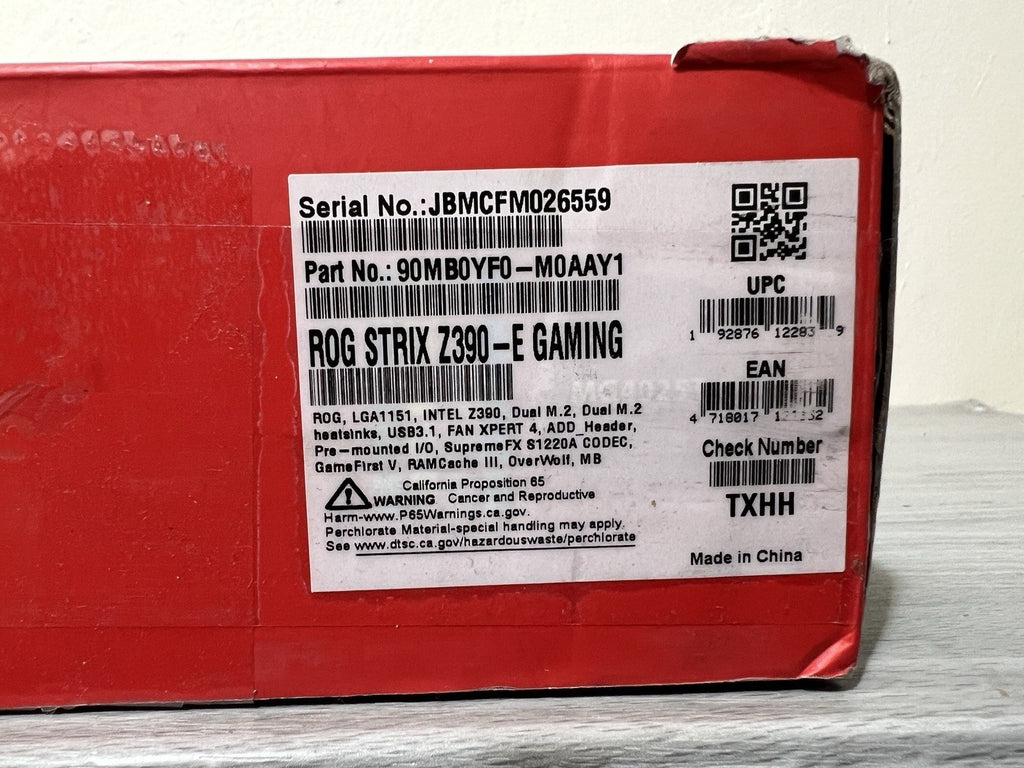 Serial No.:JBMCFM026559
Part No.: 90MB0YF0-M0AAY1
ROG STRIX Z390-E GAMING
ROG, LGA1151, INTEL Z390, Dual M.2, Dual M.2
heatsinks, USB3.1, FAN XPERT 4, ADD_Header,
Pre-mounted I/O, SupremeFX S1220A CODEC,
GameFirst V, RAMCache III, OverWolf, MB
California Proposition 65
WARNING Cancer and Reproductive
Harm-www.P65Warnings.ca.gov.
Perchlorate Material-special handling may apply.
See www.dtsc.ca.gov/hazardouswaste/perchlorate
UPC
1 92876 12283 9
EAN
4 718017
Check Number
TXHH
Made in China